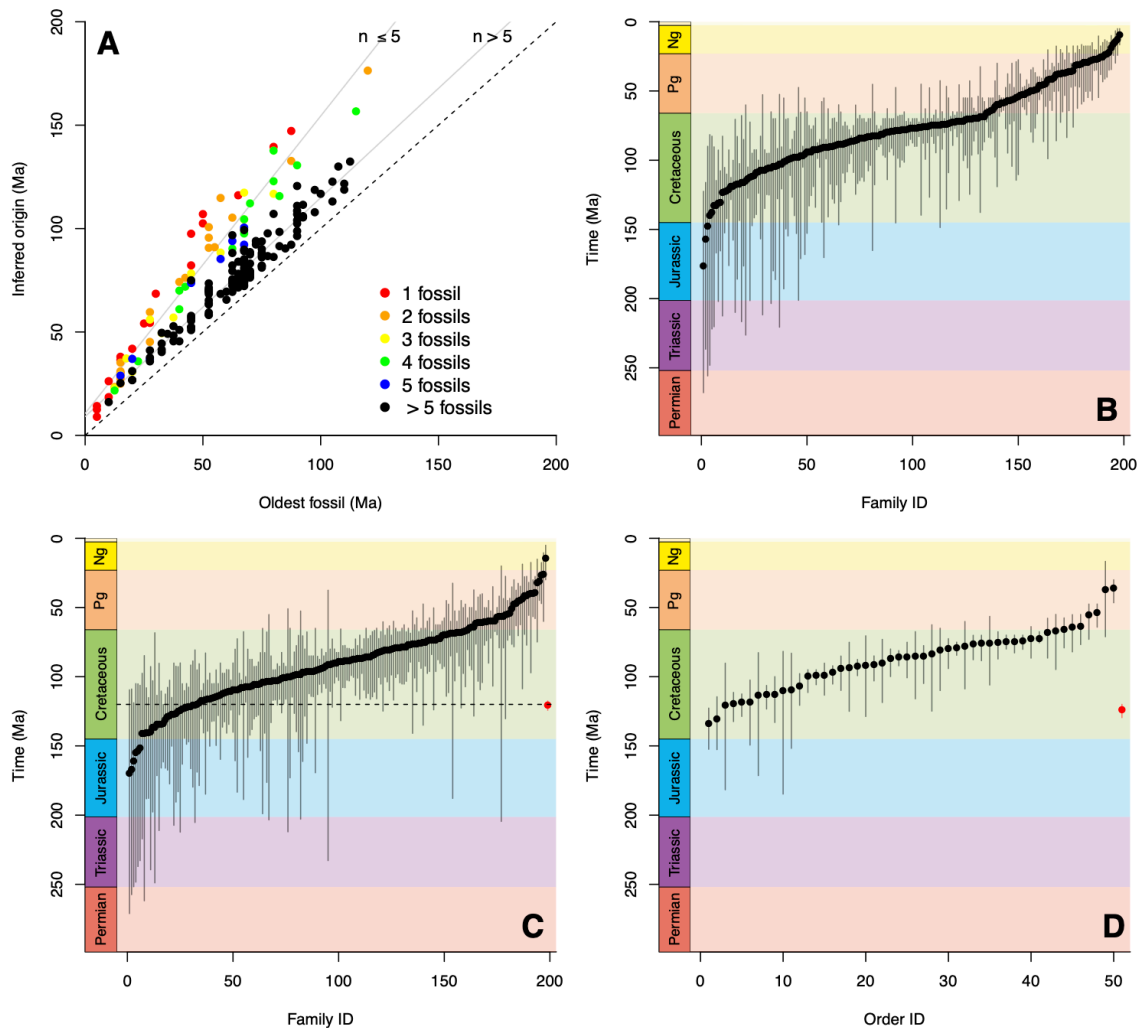 A
n ≤ 5
n > 5
200
150
100
50
0
Inferred origin (Ma)
1 fossil
2 fossils
3 fossils
4 fossils
5 fossils
> 5 fossils
0 50 100 150 200
Oldest fossil (Ma)
0
50
100
150
200
250
Time (Ma)
Ng
Pg
Cretaceous
Jurassic
Triassic
Permian
B
0 50 100 150 200
Family ID
0
50
100
150
200
250
Time (Ma)
Ng
Pg
Cretaceous
Jurassic
Triassic
Permian
C
0 50 100 150 200
Family ID
0
50
100
150
200
250
Time (Ma)
Ng
Pg
Cretaceous
Jurassic
Triassic
Permian
D
0 10 20 30 40 50
Order ID